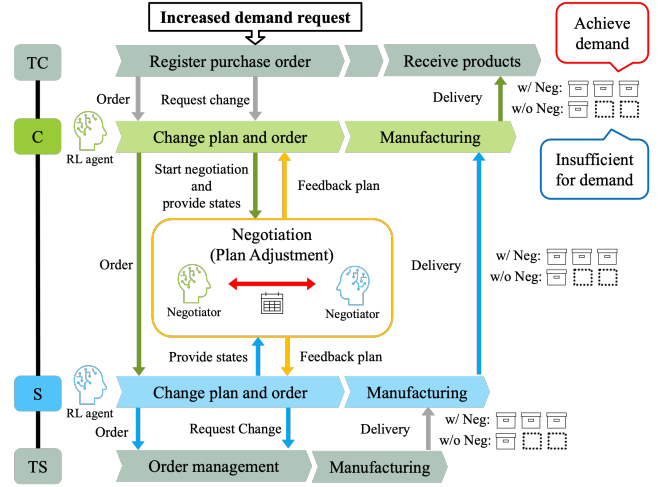 Increased demand request
Achieve
demand
TC
Register purchase order
Receive products
w/ Neg:
w/o Neg:
Order
Request change
Delivery
C
RL agent
Change plan and order
Manufacturing
Insufficient
for demand
Start negotiation
and
provide states
Feedback plan
Negotiation
(Plan Adjustment)
Order
Delivery
w/ Neg:
w/o Neg:
Negotiator
Negotiator
Provide states
Feedback plan
S
RL agent
Change plan and order
Manufacturing
Order
Request Change
Delivery
w/ Neg:
w/o Neg:
TS
Order management
Manufacturing